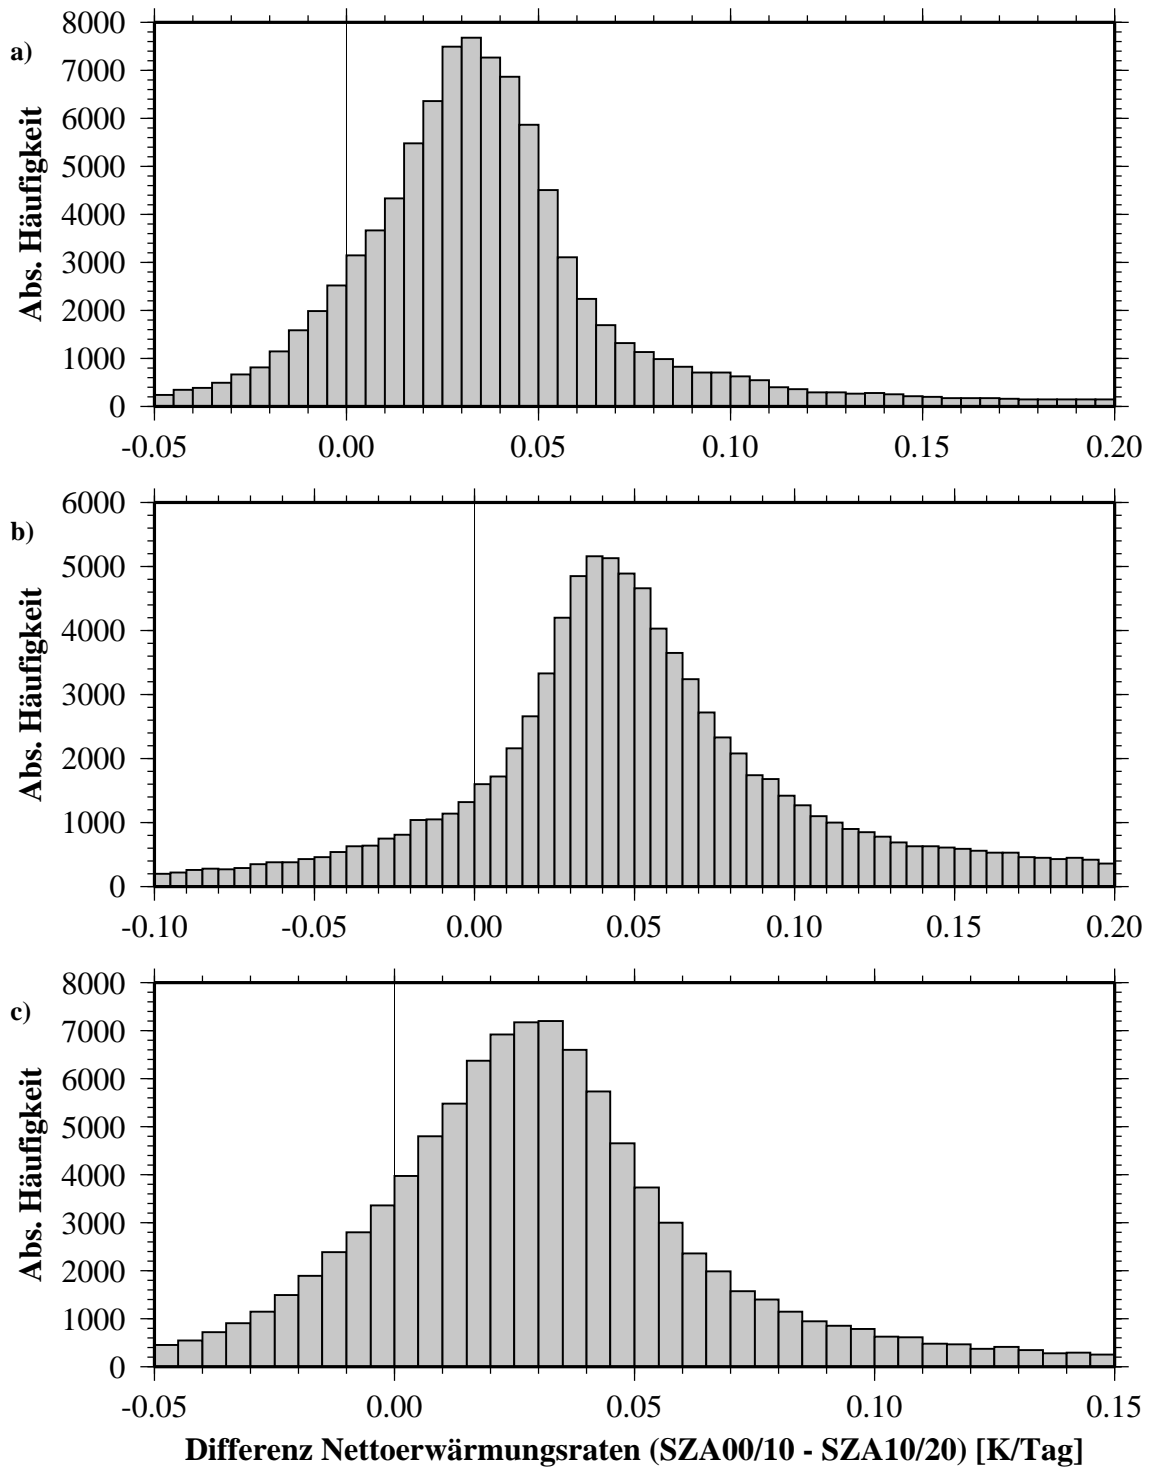 a)
Abs. Häufigkeit
8000
7000
6000
5000
4000
3000
2000
1000
0
-0.05 0.00 0.05 0.10 0.15 0.20
b)
Abs. Häufigkeit
6000
5000
4000
3000
2000
1000
0
-0.10 -0.05 0.00 0.05 0.10 0.15 0.20
c)
Abs. Häufigkeit
8000
7000
6000
5000
4000
3000
2000
1000
0
-0.05 0.00 0.05 0.10 0.15
Differenz Nettoerwärmungsraten (SZA00/10 - SZA10/20) [K/Tag]